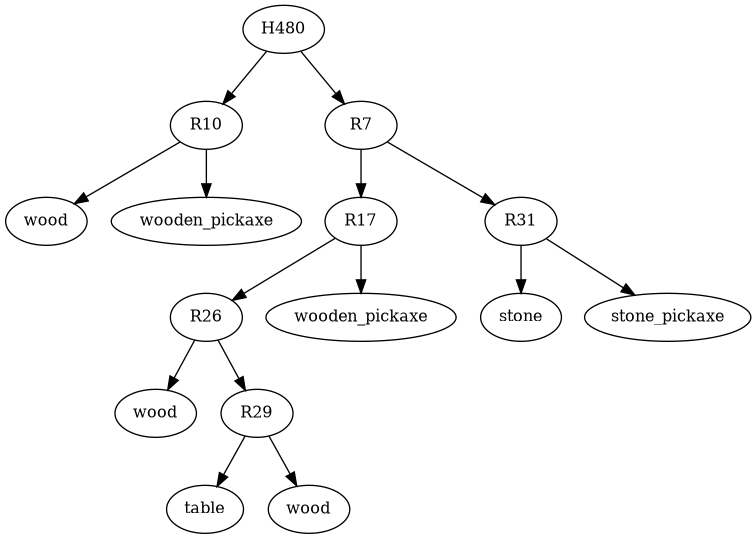 H480
R10
R7
wood
wooden_pickaxe
R17
R31
R26
wooden_pickaxe
stone
stone_pickaxe
wood
R29
table
wood